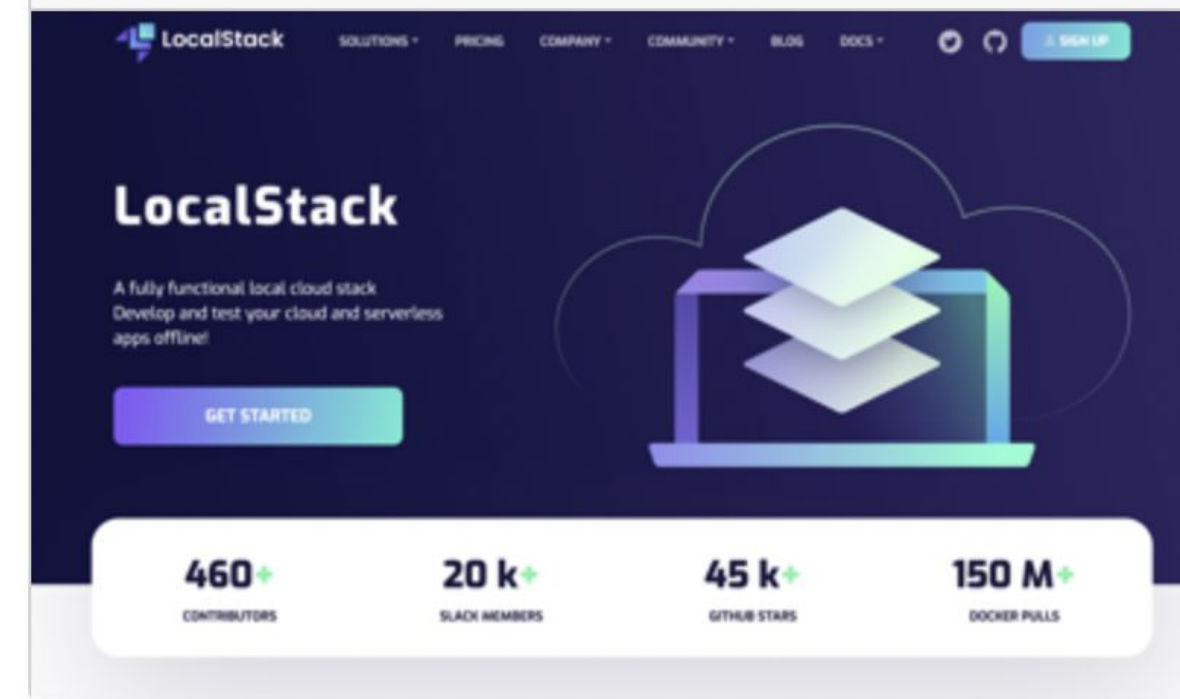 LocalStack
SOLUTIONS
PRICING
COMPANY
COMMUNITY
BLOG
DOCS
SIGN UP
LocalStack
A fully functional local cloud stack
Develop and test your cloud and serverless
apps offline!
GET STARTED
460+
CONTRIBUTORS
20 k+
SLACK MEMBERS
45 k+
GITHUB STARS
150 M+
DOCKER PULLS